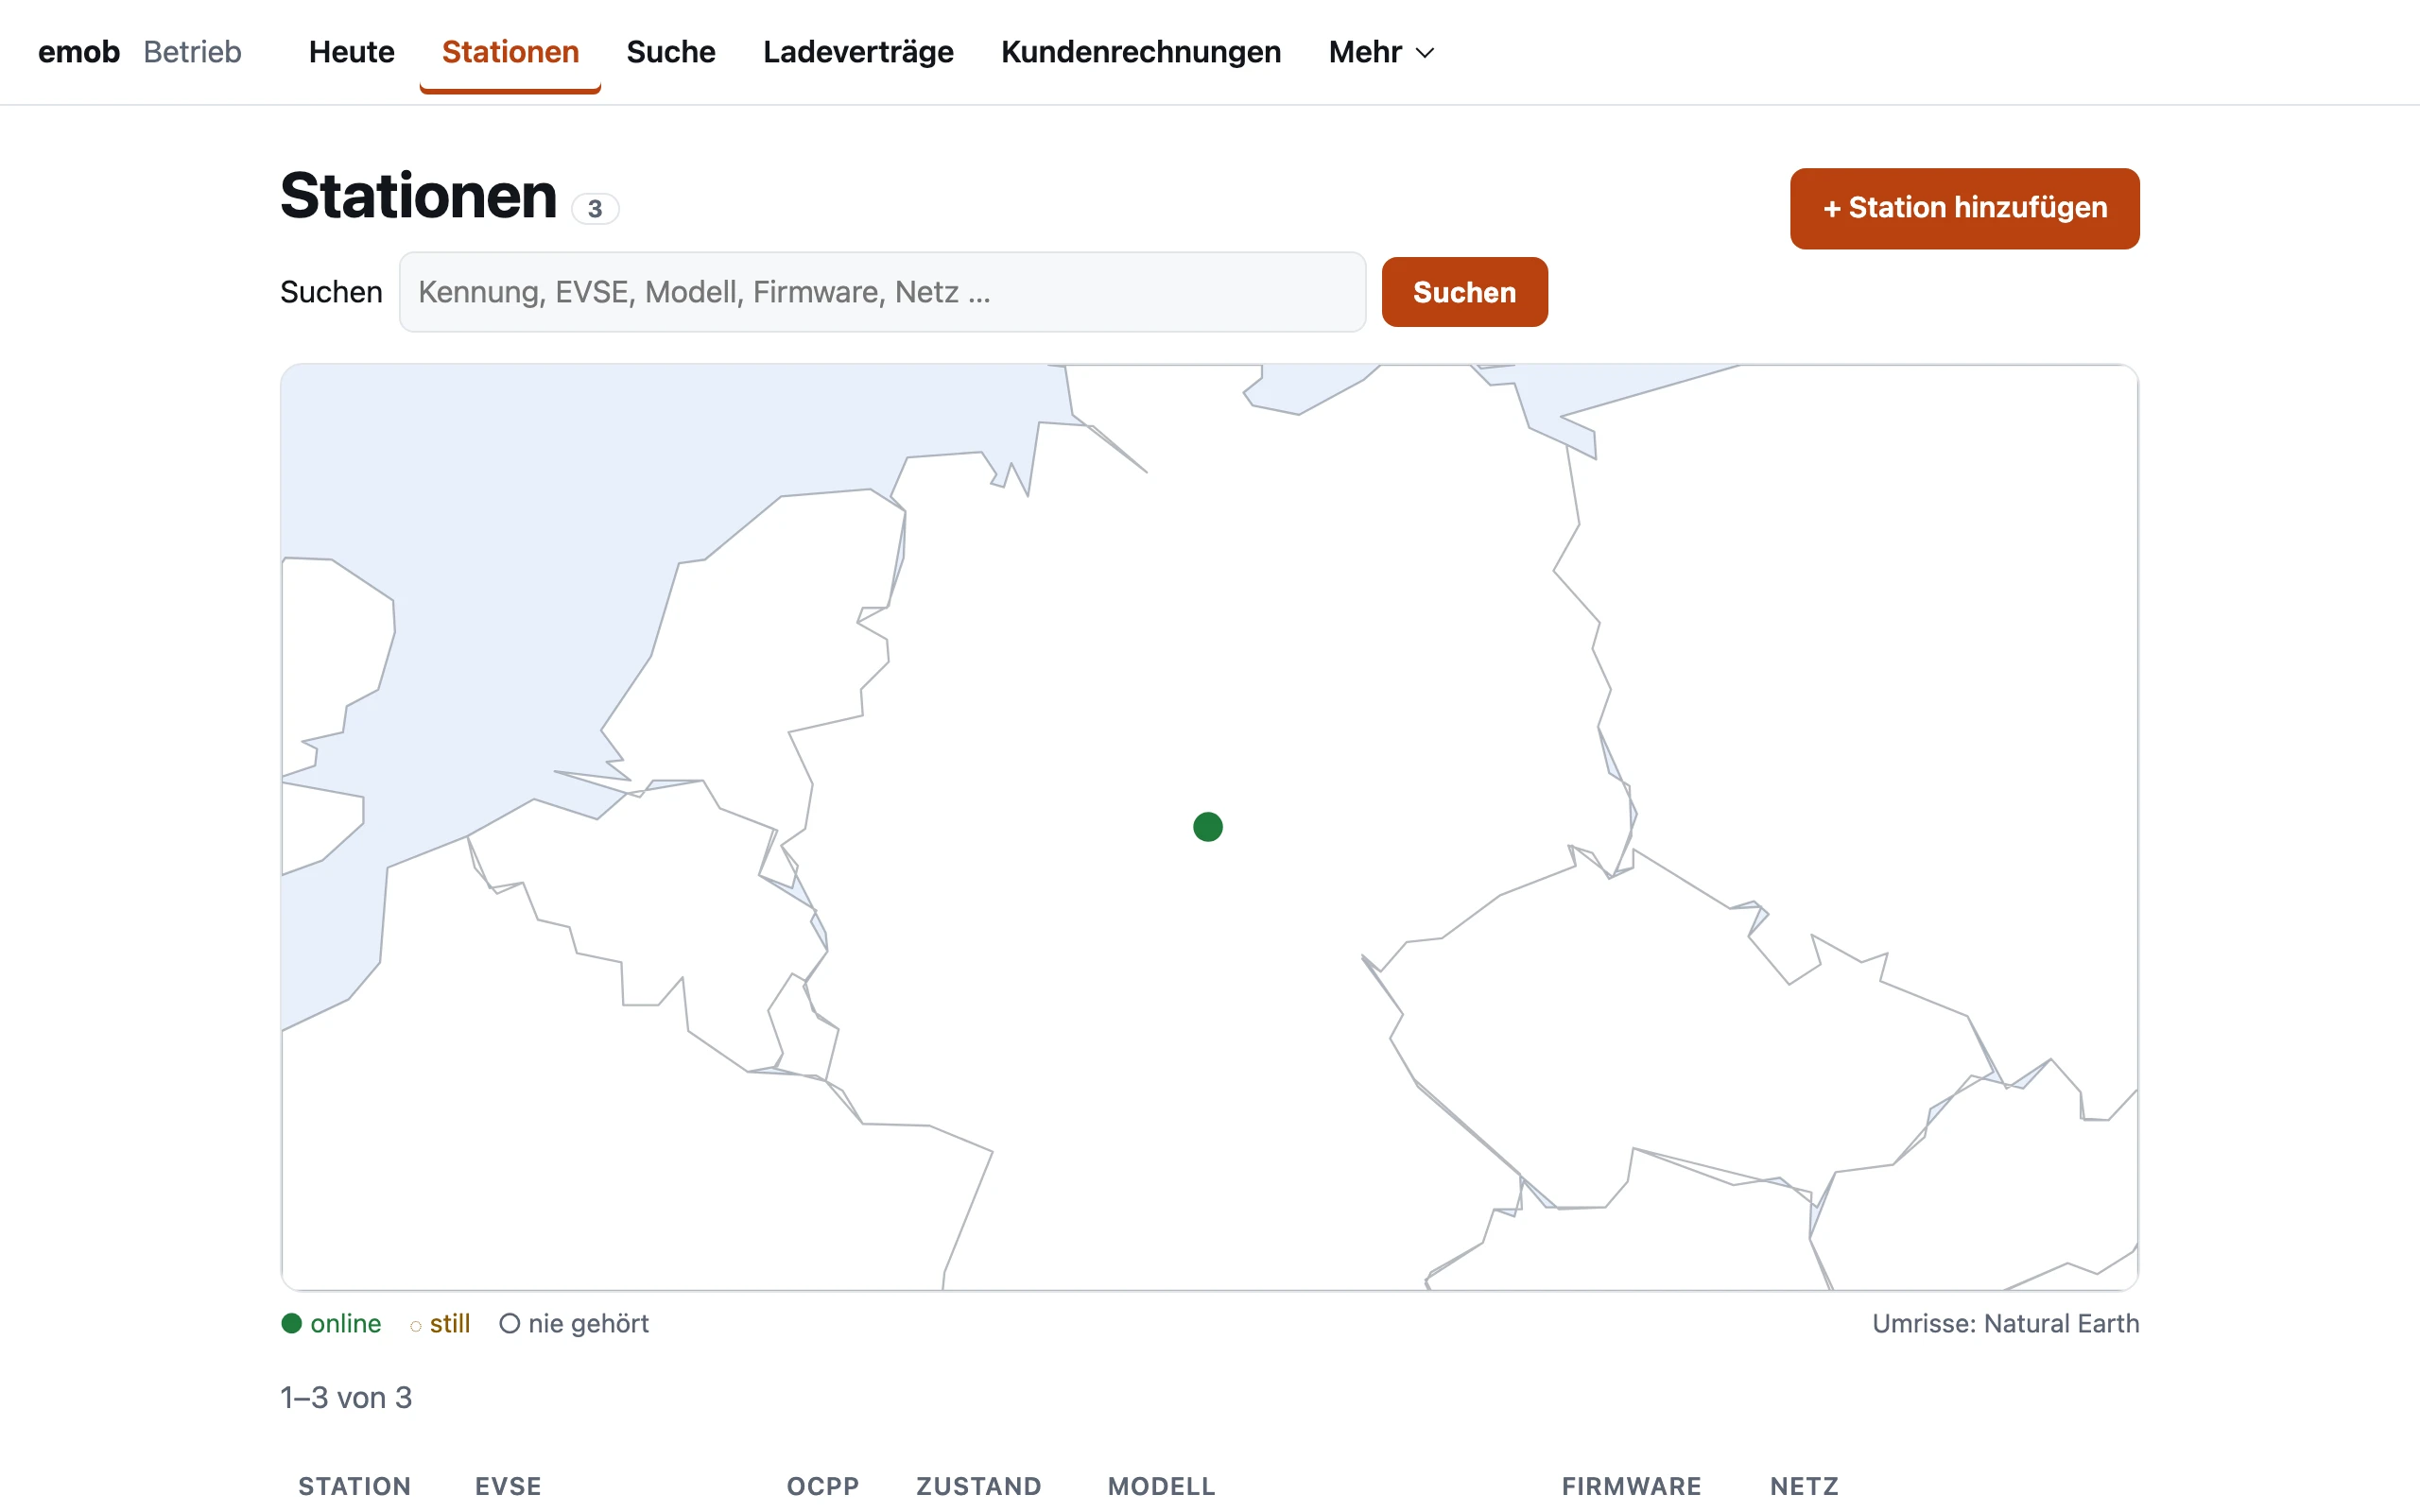 emob Betrieb Heute Stationen Suche Ladeverträge Kundenrechnungen Mehr
Stationen 3
+ Station hinzufügen
Suchen Kennung, EVSE, Modell, Firmware, Netz ... Suchen
online still nie gehört Umrisse: Natural Earth
1–3 von 3
STATION EVSE OCPP ZUSTAND MODELL FIRMWARE NETZ